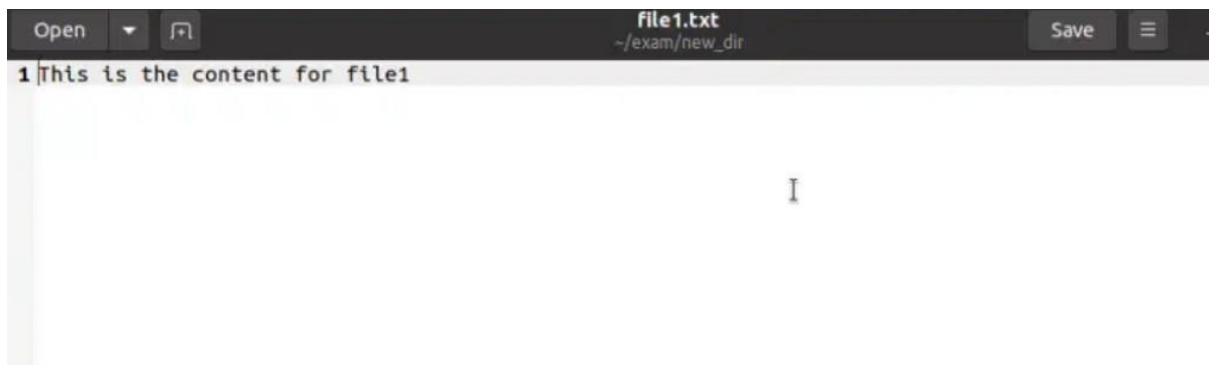 Open
file1.txt
~/exam/new_dir
Save
1 This is the content for file1